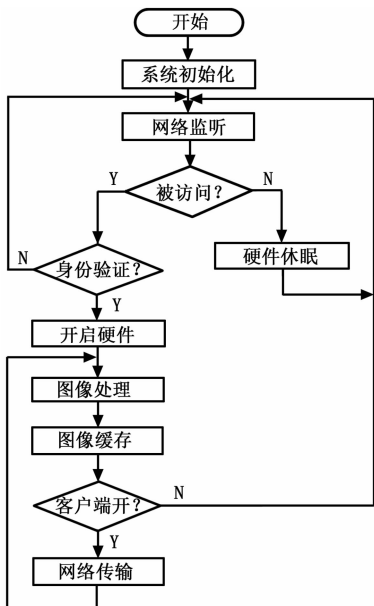 开始
系统初始化
网络监听
被访问?
Y
N
身份验证?
N
硬件休眠
Y
开启硬件
图像处理
图像缓存
客户端开?
N
Y
网络传输